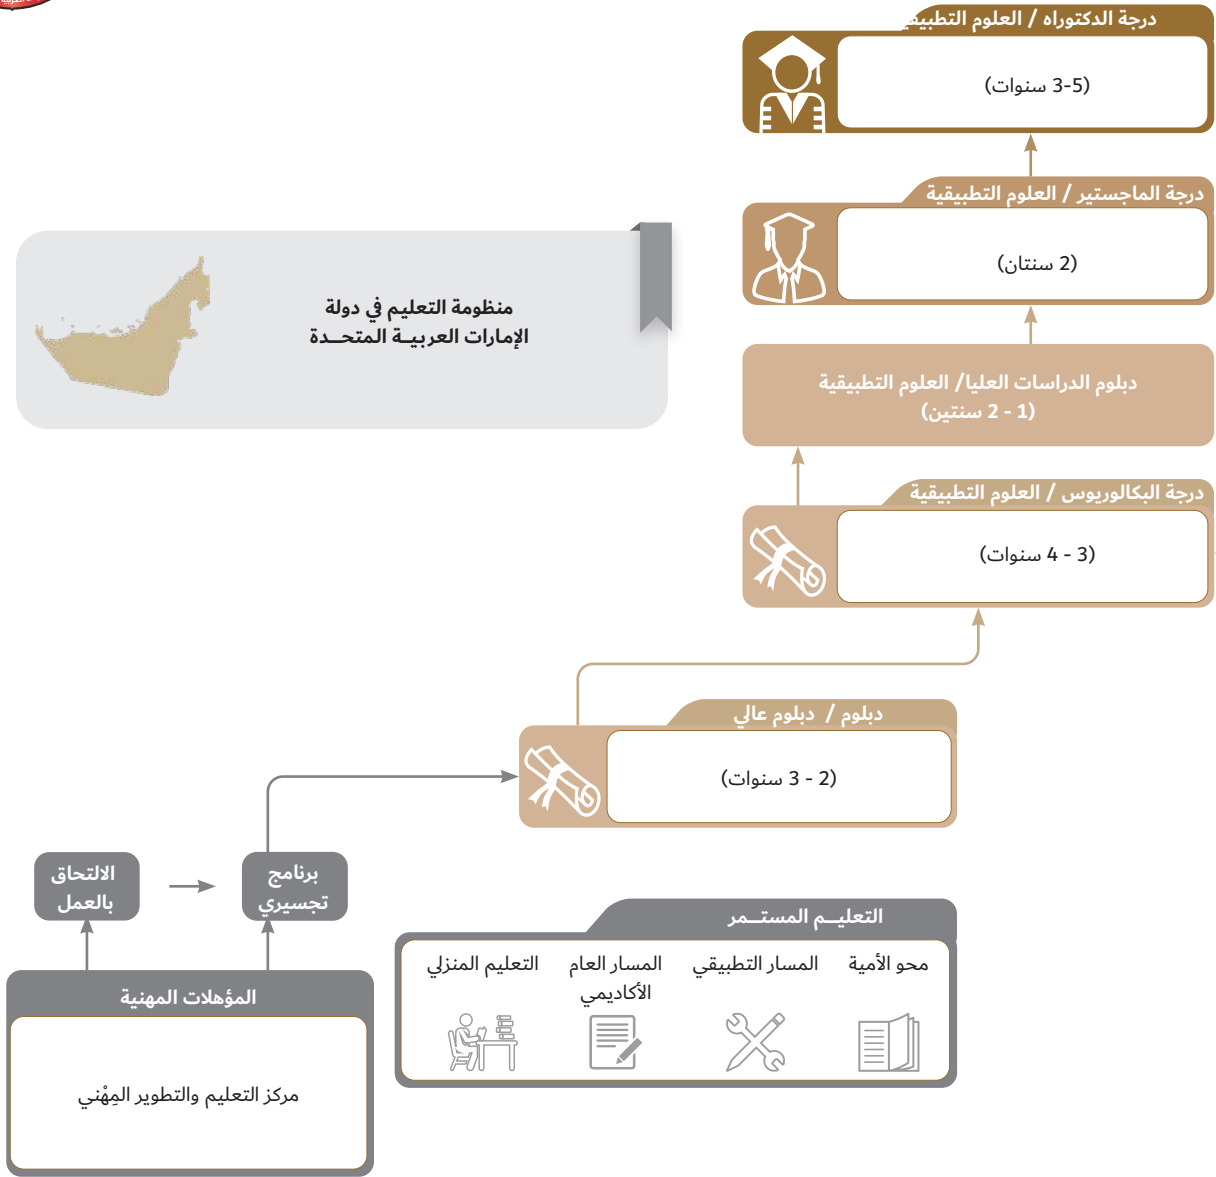 درجة الدكتوراه / العلوم
(3-5 سنوات)
درجة الماجستير / العلوم التطبيقية
(2 سنتان)
منظومة التعليم في دولة
الإمارات العربيــة المتحــدة
دبلوم الدراسات العليا/ العلوم التطبيقية
(1 - 2 سنتين)
درجة البكالوريوس / العلوم التطبيقية
(3 - 4 سنوات)
دبلوم / دبلوم عالي
(2 - 3 سنوات)
برنامج
تجسيري
الالتحاق
بالعمل
التعليــم المستــمر
محو الأمية
المسار التطبيقي
المسار العام
الأكاديمي
التعليم المنزلي
المؤهلات المهنية
مركز التعليم والتطوير المِهْني